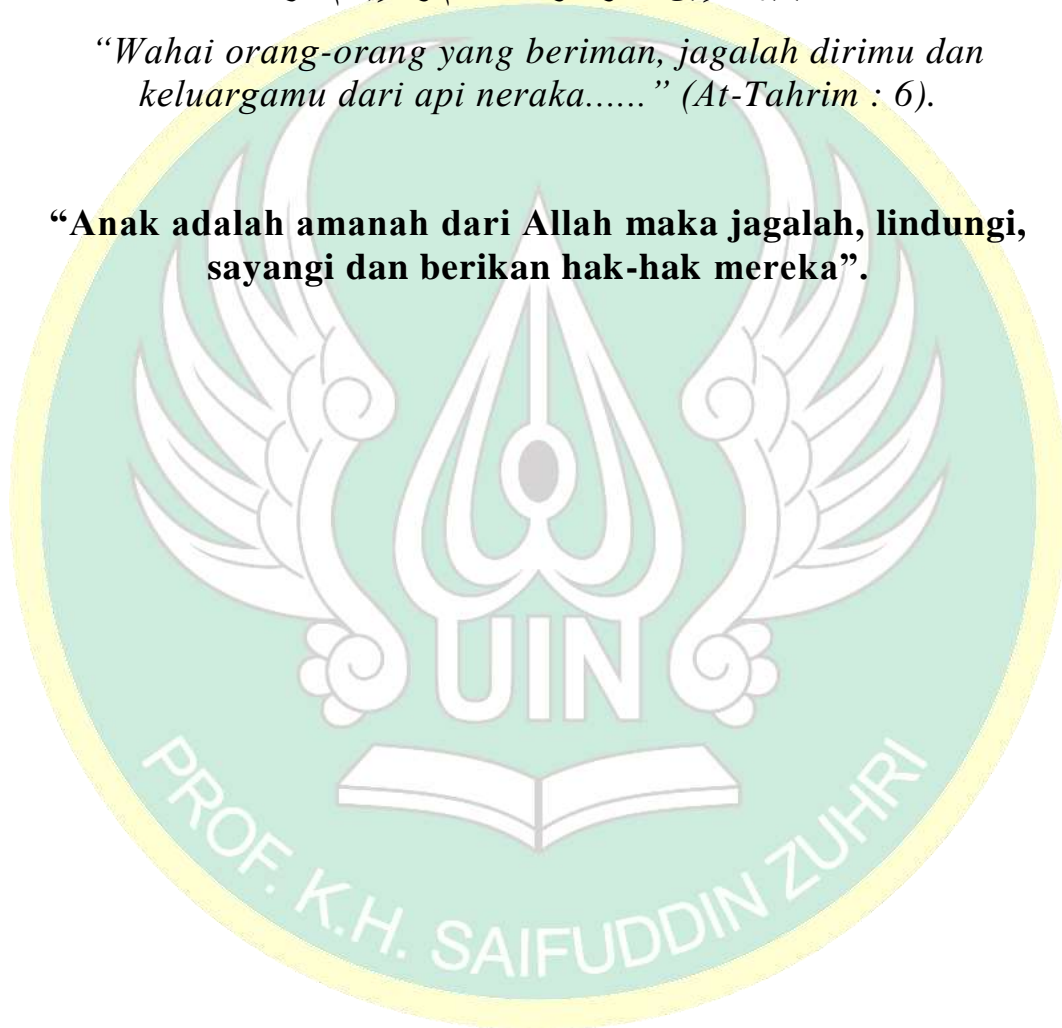 “Wahai orang-orang yang beriman, jagalah dirimu dan
keluargamu dari api neraka......” (At-Tahrim : 6).
“Anak adalah amanah dari Allah maka jagalah, lindungi,
sayangi dan berikan hak-hak mereka”.
UIN
PROF. K.H. SAIFUDDIN ZUHRI